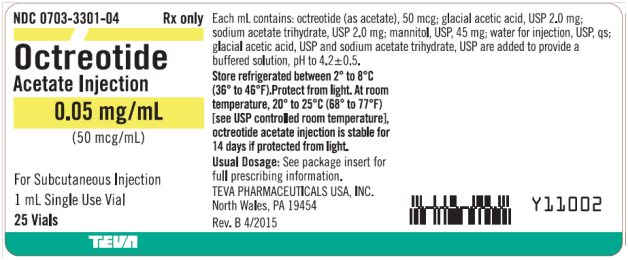 NDC 0703-3301-04 Rx only
Octreotide
Acetate Injection
0.05 mg/mL
(50 mcg/mL)
For Subcutaneous Injection
1 mL Single Use Vial
25 Vials
TEVA
Each mL contains: octreotide (as acetate), 50 mcg; glacial acetic acid, USP 2.0 mg;
sodium acetate trihydrate, USP 2.0 mg; mannitol, USP, 45 mg; water for injection, USP, qs;
glacial acetic acid, USP and sodium acetate trihydrate, USP are added to provide a
buffered solution, pH to 4.2±0.5.
Store refrigerated between 2° to 8°C
(36° to 46°F).Protect from light. At room
temperature, 20° to 25°C (68° to 77°F)
[see USP controlled room temperature],
octreotide acetate injection is stable for
14 days if protected from light.
Usual Dosage: See package insert for
full prescribing information.
TEVA PHARMACEUTICALS USA, INC.
North Wales, PA 19454
Rev. B 4/2015
Y11002